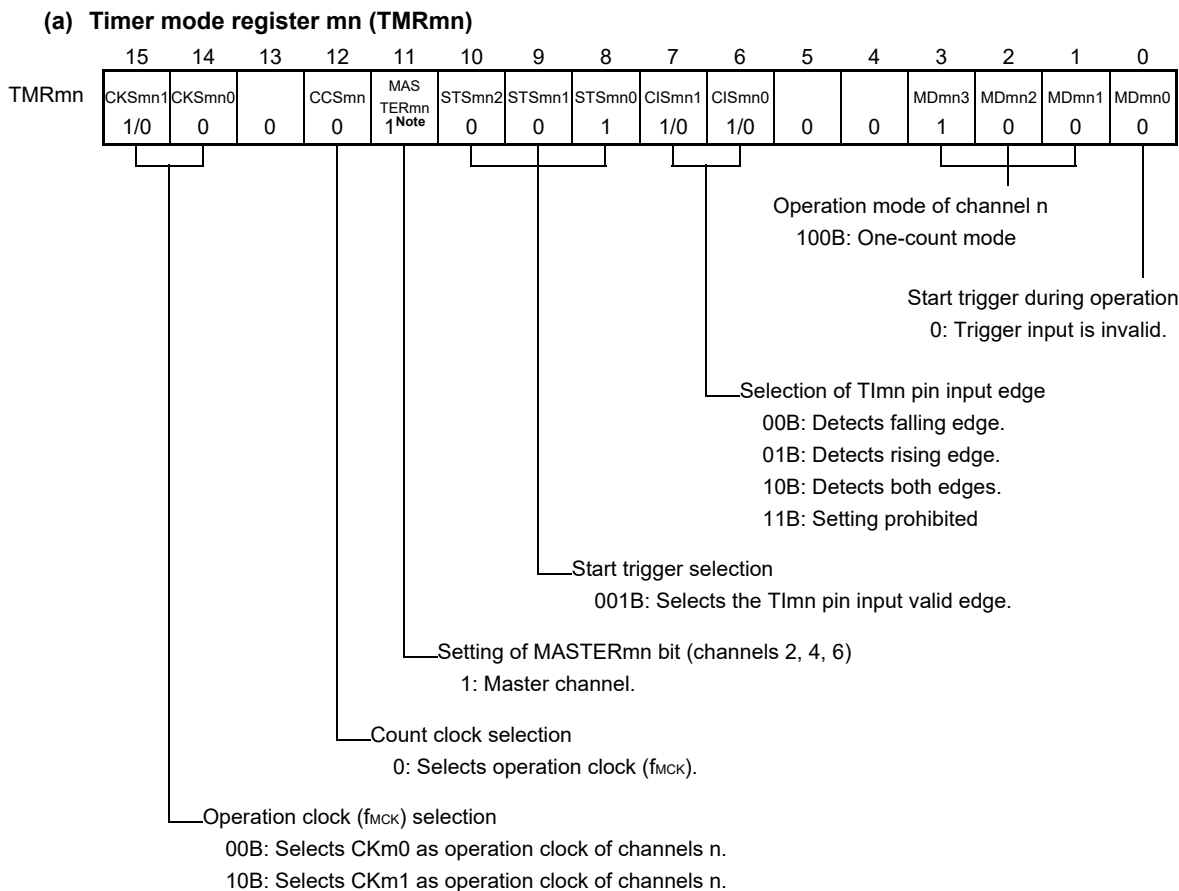 (a) Timer mode register mn (TMRmn)
15 14 13 12 11 10 9 8 7 6 5 4 3 2 1 0
TMRmn CKSmn1 CKSmn0 CCSmn MAS TERmn STSmn2 STSmn1 STSmn0 CISmn1 CISmn0 MDmn3 MDmn2 MDmn1 MDmn0
1/0 0 0 0 1Note 0 0 1 1/0 1/0 0 0 1 0 0 0
Operation mode of channel n
100B: One-count mode
Start trigger during operation
0: Trigger input is invalid.
Selection of TImn pin input edge
00B: Detects falling edge.
01B: Detects rising edge.
10B: Detects both edges.
11B: Setting prohibited
Start trigger selection
001B: Selects the TImn pin input valid edge.
Setting of MASTERmn bit (channels 2, 4, 6)
1: Master channel.
Count clock selection
0: Selects operation clock (fMCK).
Operation clock (fMCK) selection
00B: Selects CKm0 as operation clock of channels n.
10B: Selects CKm1 as operation clock of channels n.